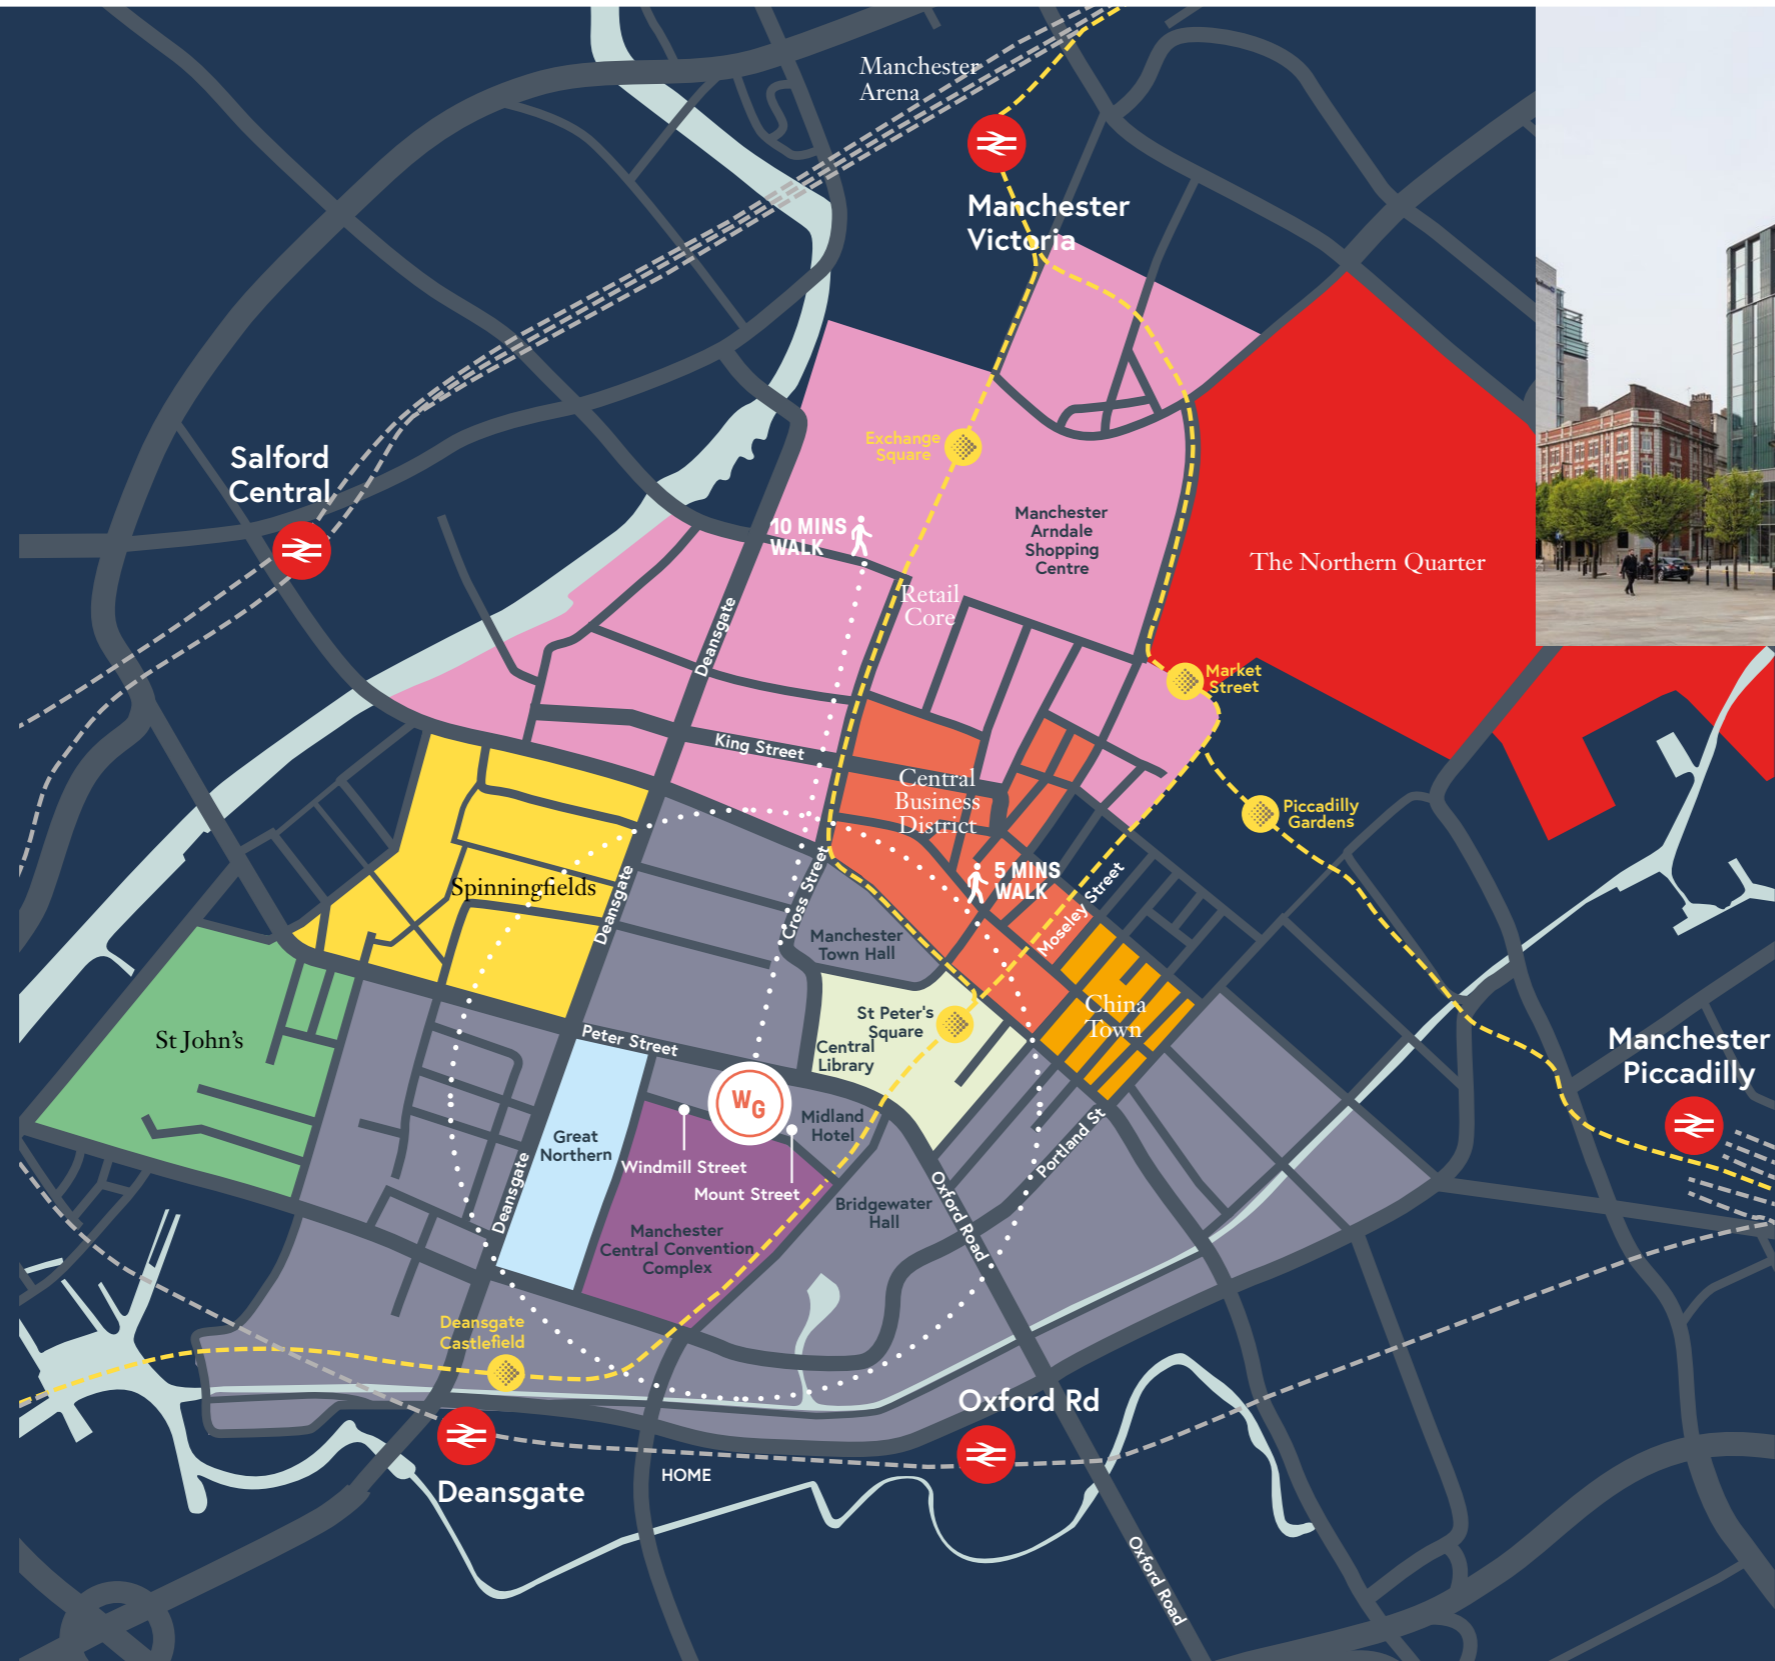 Manchester
Arena
Manchester
Victoria
Salford
Central
Exchange
Square
10 MINS
WALK
Manchester
Arndale
Shopping
Centre
The Northern Quarter
Retail
Core
Deansgate
Market
Street
King Street
Central
Business
District
Piccadilly
Gardens
5 MINS
WALK
Spinningfields
Deansgate
Cross Street
Moseley Street
Manchester
Town Hall
St Peter's
Square
China
Town
St John's
Peter Street
Central
Library
Manchester
Piccadilly
WG
Midland
Hotel
Great
Northern
Windmill Street
Mount Street
Portland St
Deansgate
Bridgewater
Hall
Oxford Road
Manchester
Central Convention
Complex
Deansgate
Castlefield
Oxford Rd
HOME
Deansgate
Oxford Road